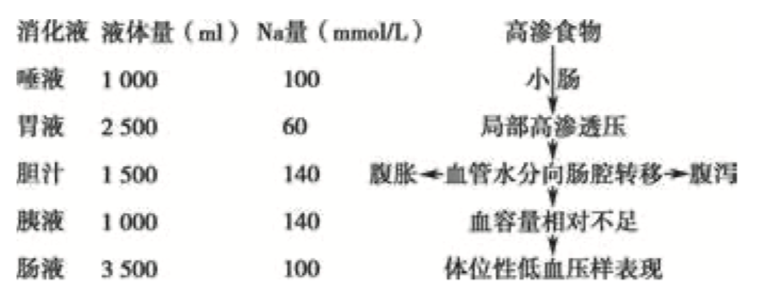 消化液 液体量（ml） Na量（mmol/L） 高渗食物
唾液 1 000 100 小肠
胃液 2 500 60 局部高渗透压
胆汁 1 500 140 腹胀←血管水分向肠腔转移→腹泻
胰液 1 000 140 血容量相对不足
肠液 3 500 100 体位性低血压样表现